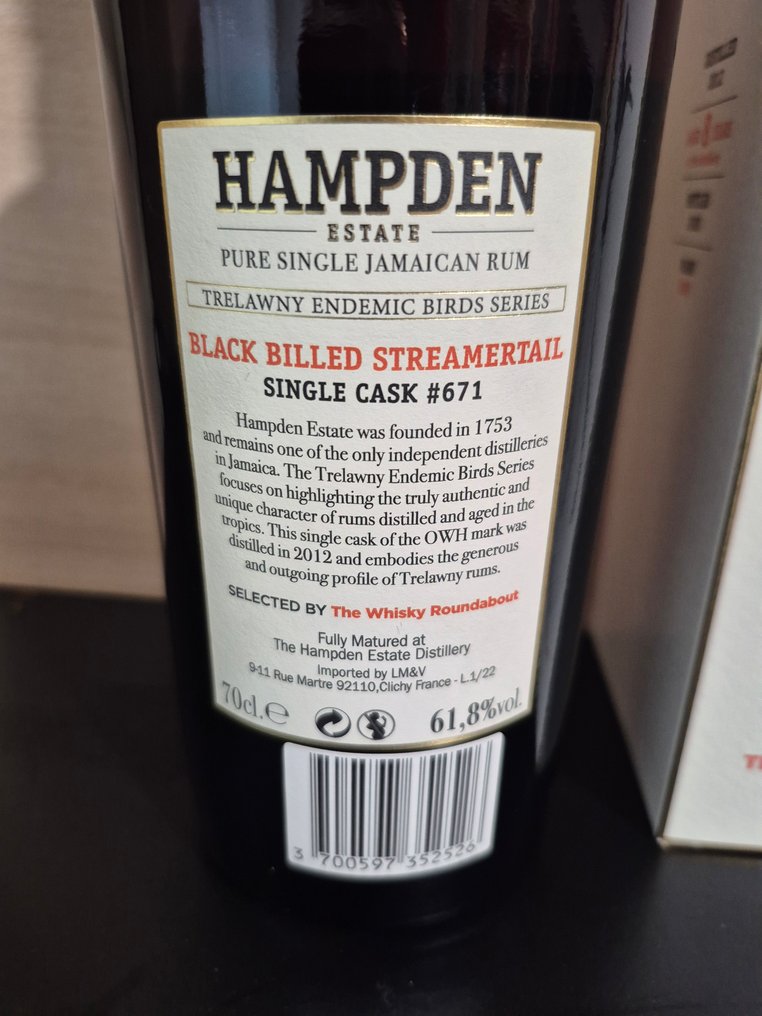 HAMPDEN
ESTATE
PURE SINGLE JAMAICAN RUM
TRELAWNY ENDEMIC BIRDS SERIES
BLACK BILLED STREAMERTAIL
SINGLE CASK #671
Hampden Estate was founded in 1753
and remains one of the only independent distilleries
in Jamaica. The Trelawny Endemic Birds Series
focuses on highlighting the truly authentic and
unique character of rums distilled and aged in the
tropics. This single cask of the OWH mark was
distilled in 2012 and embodies the generous
and outgoing profile of Trelawny rums.
SELECTED BY The Whisky Roundabout
Fully Matured at
The Hampden Estate Distillery
Imported by LM&V
9-11 Rue Martre 92110,Clichy France - L.1/22
70cl.e
61,8%vol.
3 700597 352526